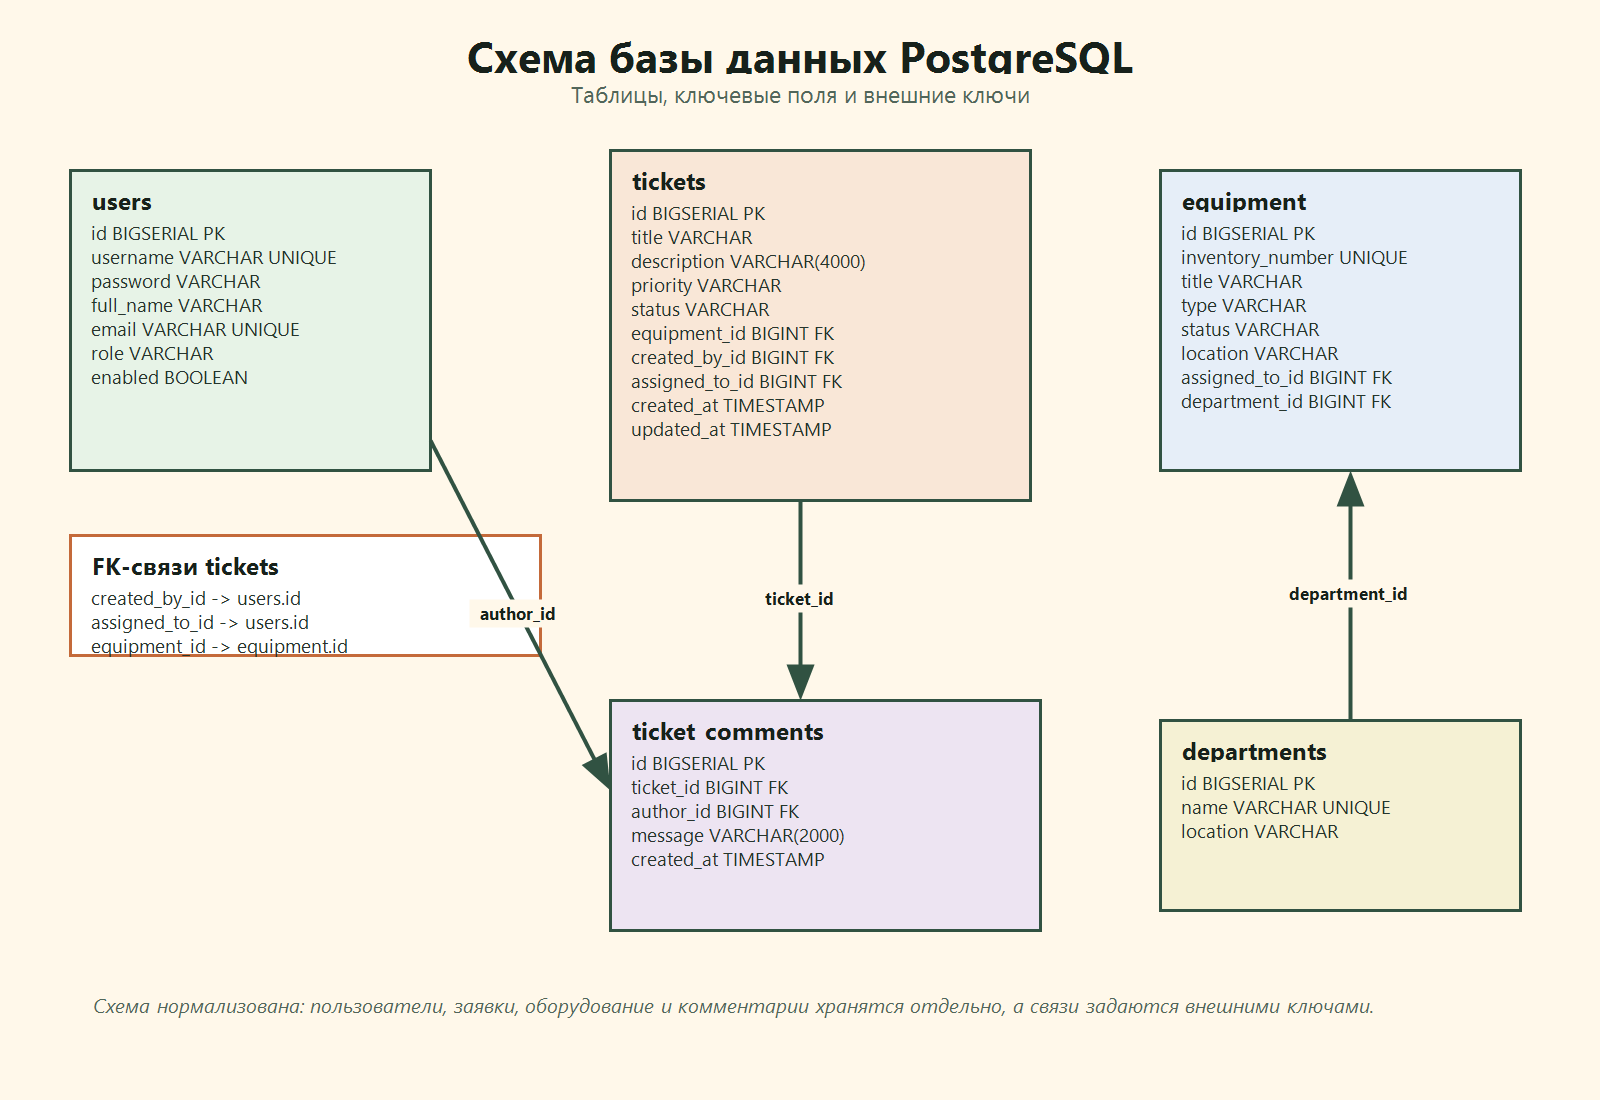 Схема базы данных PostgreSQL
Таблицы, ключевые поля и внешние ключи
users
id BIGSERIAL PK
username VARCHAR UNIQUE
password VARCHAR
full_name VARCHAR
email VARCHAR UNIQUE
role VARCHAR
enabled BOOLEAN
tickets
id BIGSERIAL PK
title VARCHAR
description VARCHAR(4000)
priority VARCHAR
status VARCHAR
equipment_id BIGINT FK
created_by_id BIGINT FK
assigned_to_id BIGINT FK
created_at TIMESTAMP
updated_at TIMESTAMP
equipment
id BIGSERIAL PK
inventory_number UNIQUE
title VARCHAR
type VARCHAR
status VARCHAR
location VARCHAR
assigned_to_id BIGINT FK
department_id BIGINT FK
FK-связи tickets
created_by_id -> users.id
assigned_to_id -> users.id
equipment_id -> equipment.id
author_id
ticket_id
department_id
ticket_comments
id BIGSERIAL PK
ticket_id BIGINT FK
author_id BIGINT FK
message VARCHAR(2000)
created_at TIMESTAMP
departments
id BIGSERIAL PK
name VARCHAR UNIQUE
location VARCHAR
Схема нормализована: пользователи, заявки, оборудование и комментарии хранятся отдельно, а связи задаются внешними ключами.